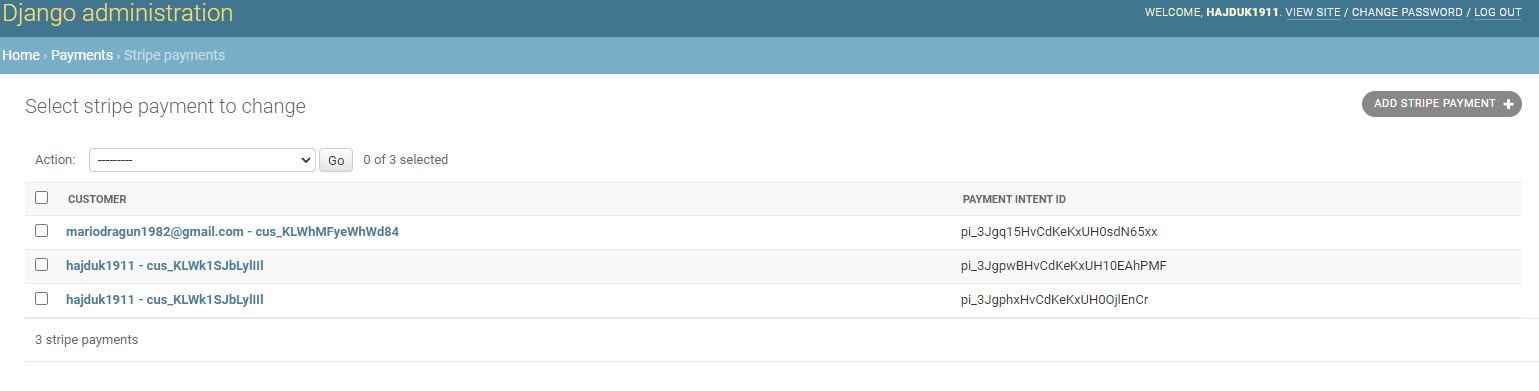 Django administration
WELCOME, HAJDUK1911. VIEW SITE / CHANGE PASSWORD / LOG OUT
Home › Payments › Stripe payments
Select stripe payment to change
ADD STRIPE PAYMENT +
Action: --------- Go 0 of 3 selected
CUSTOMER PAYMENT INTENT ID
mariodragun1982@gmail.com - cus_KLWhMFyeWhWd84 pi_3Jgq15HvCdKeKxUH0sdN65xx
hajduk1911 - cus_KLWk1SJbLylIIl pi_3JgpwBHvCdKeKxUH10EAhPMF
hajduk1911 - cus_KLWk1SJbLylIIl pi_3JgphxHvCdKeKxUH0OjlEnCr
3 stripe payments